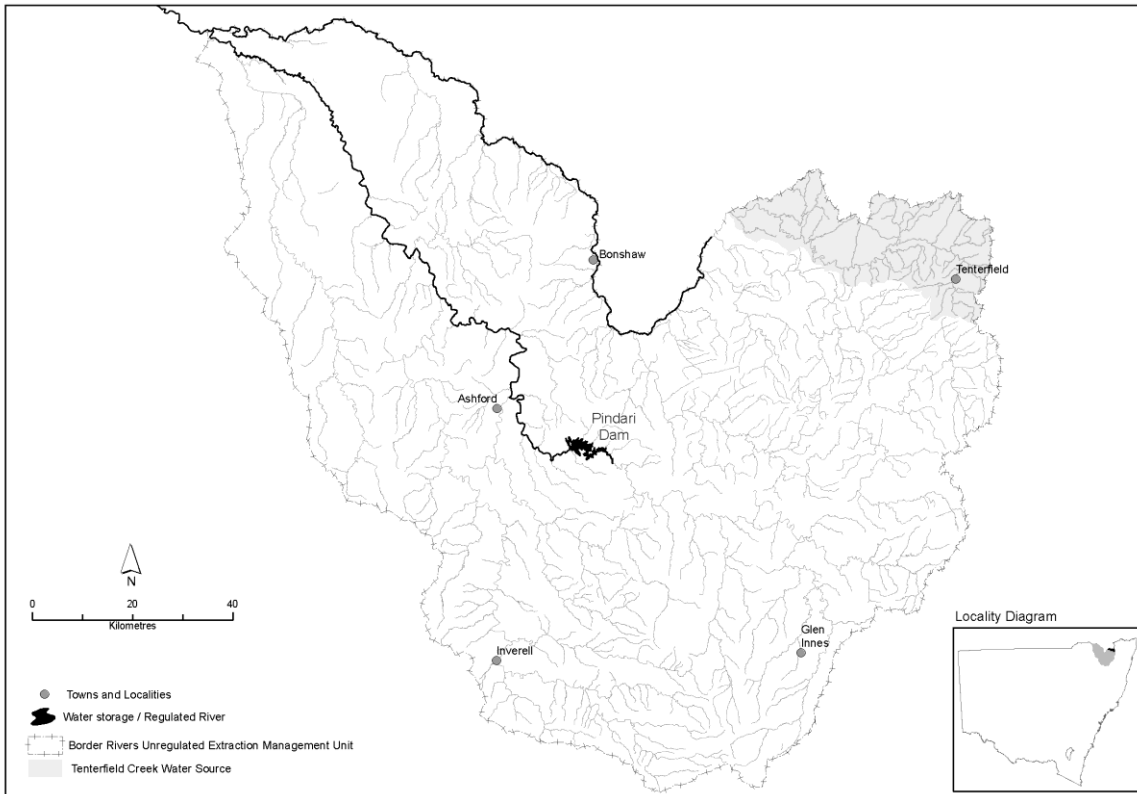 Bonshaw
Tenterfield
Ashford
Pindari
Dam
N
0 20 40
Kilometres
Glen
Innes
Inverell
Locality Diagram
Towns and Localities
Water storage / Regulated River
Border Rivers Unregulated Extraction Management Unit
Tenterfield Creek Water Source